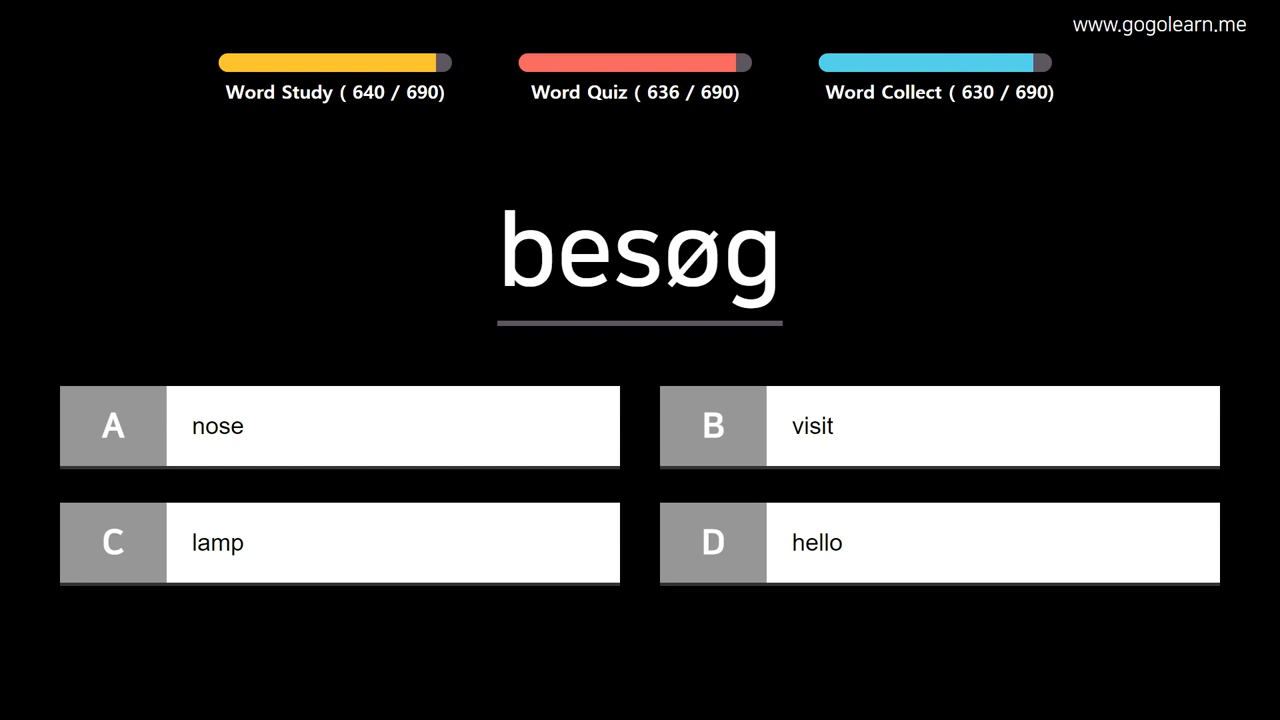 www.gogolearn.me
Word Study ( 640 / 690)
Word Quiz ( 636 / 690)
Word Collect ( 630 / 690)
besøg
A nose
B visit
C lamp
D hello